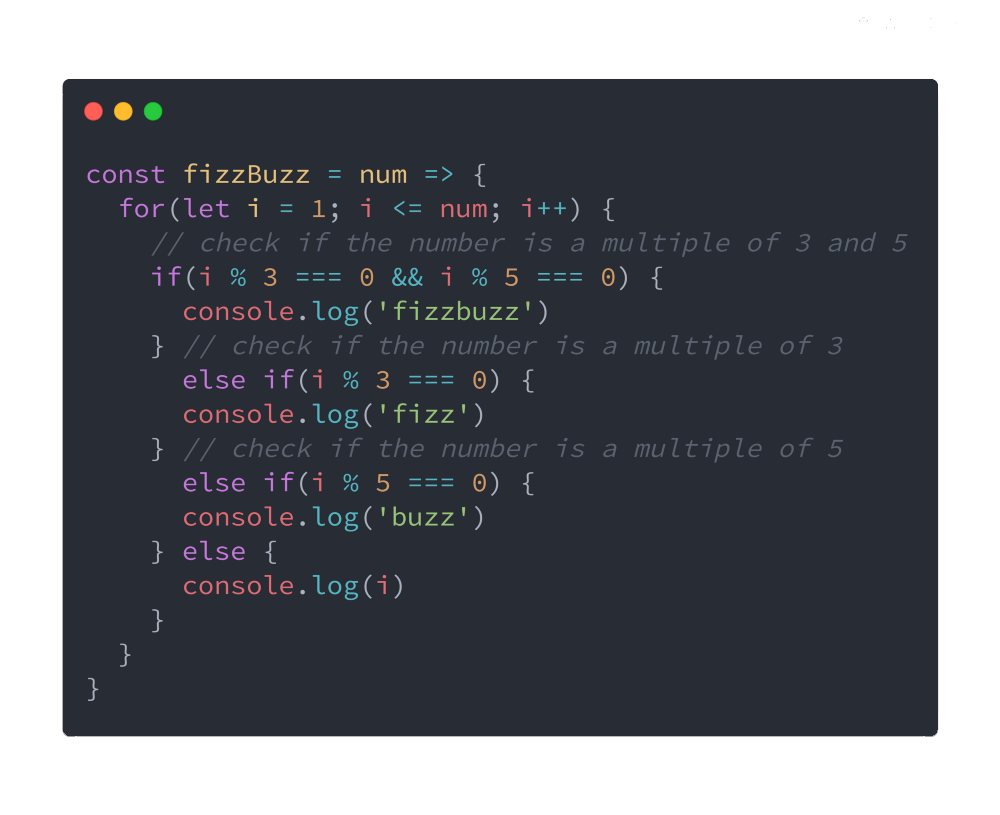 const fizzBuzz = num => {
  for(let i = 1; i <= num; i++) {
    // check if the number is a multiple of 3 and 5
    if(i % 3 === 0 && i % 5 === 0) {
      console.log('fizzbuzz')
    } // check if the number is a multiple of 3
      else if(i % 3 === 0) {
      console.log('fizz')
    } // check if the number is a multiple of 5
      else if(i % 5 === 0) {
      console.log('buzz')
    } else {
      console.log(i)
    }
  }
}